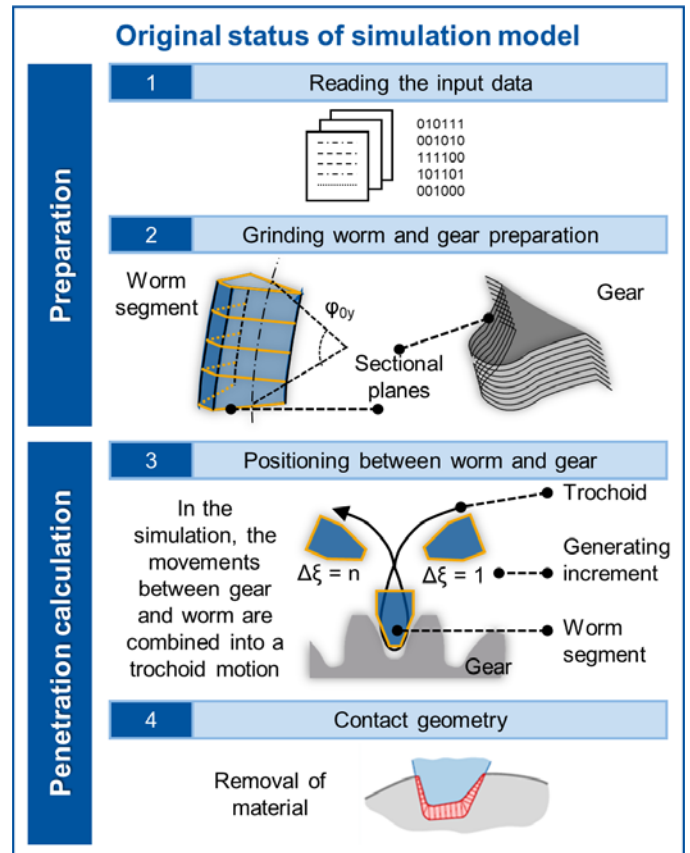 Original status of simulation model
Preparation
1
Reading the input data
010111
001010
111100
101101
001000
2
Grinding worm and gear preparation
Worm
segment
φ0y
Gear
Sectional
planes
Penetration calculation
3
Positioning between worm and gear
In the
simulation, the
movements
between gear
and worm are
combined into a
trochoid motion
Δξ = n
Δξ = 1
Trochoid
Generating
increment
Worm
segment
Gear
4
Contact geometry
Removal of
material